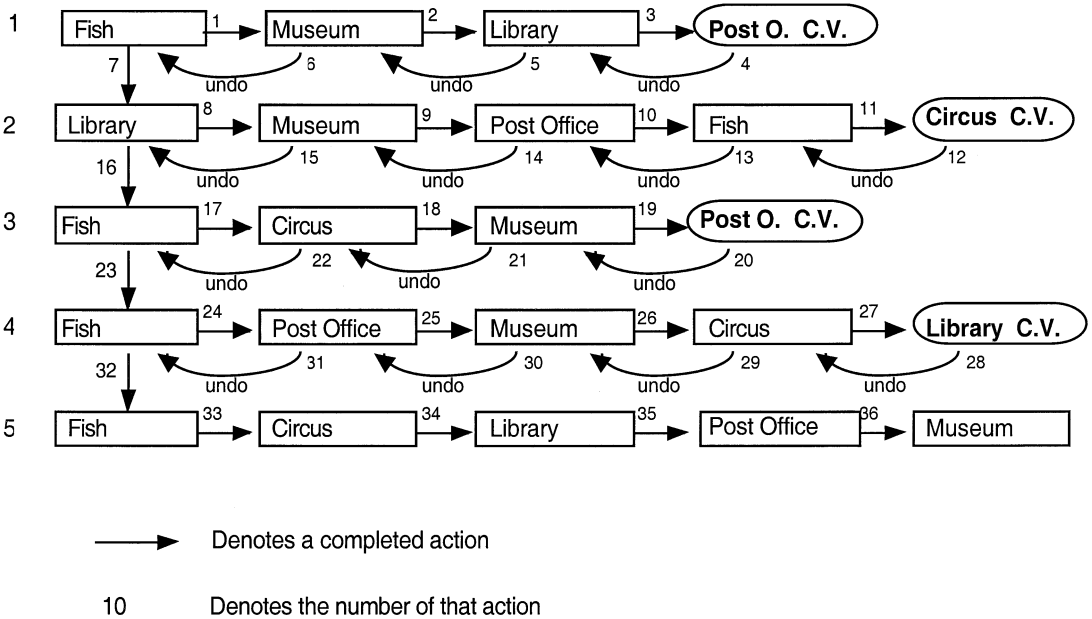 1 Fish 1 Museum 2 Library 3 Post O. C.V.
7 undo 6 undo 5 undo 4
2 Library 8 Museum 9 Post Office 10 Fish 11 Circus C.V.
16 undo 15 undo 14 undo 13 undo 12
3 Fish 17 Circus 18 Museum 19 Post O. C.V.
23 undo 22 undo 21 undo 20
4 Fish 24 Post Office 25 Museum 26 Circus 27 Library C.V.
32 undo 31 undo 30 undo 29 undo 28
5 Fish 33 Circus 34 Library 35 Post Office 36 Museum
Denotes a completed action
10 Denotes the number of that action